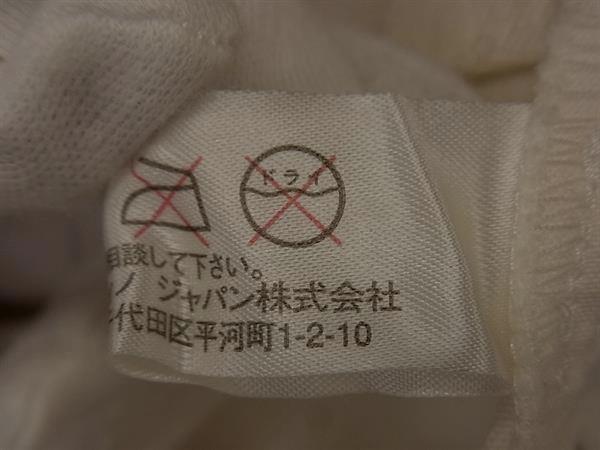 ドライ
相談して下さい。
ノ ジャパン株式会社
千代田区平河町1-2-10